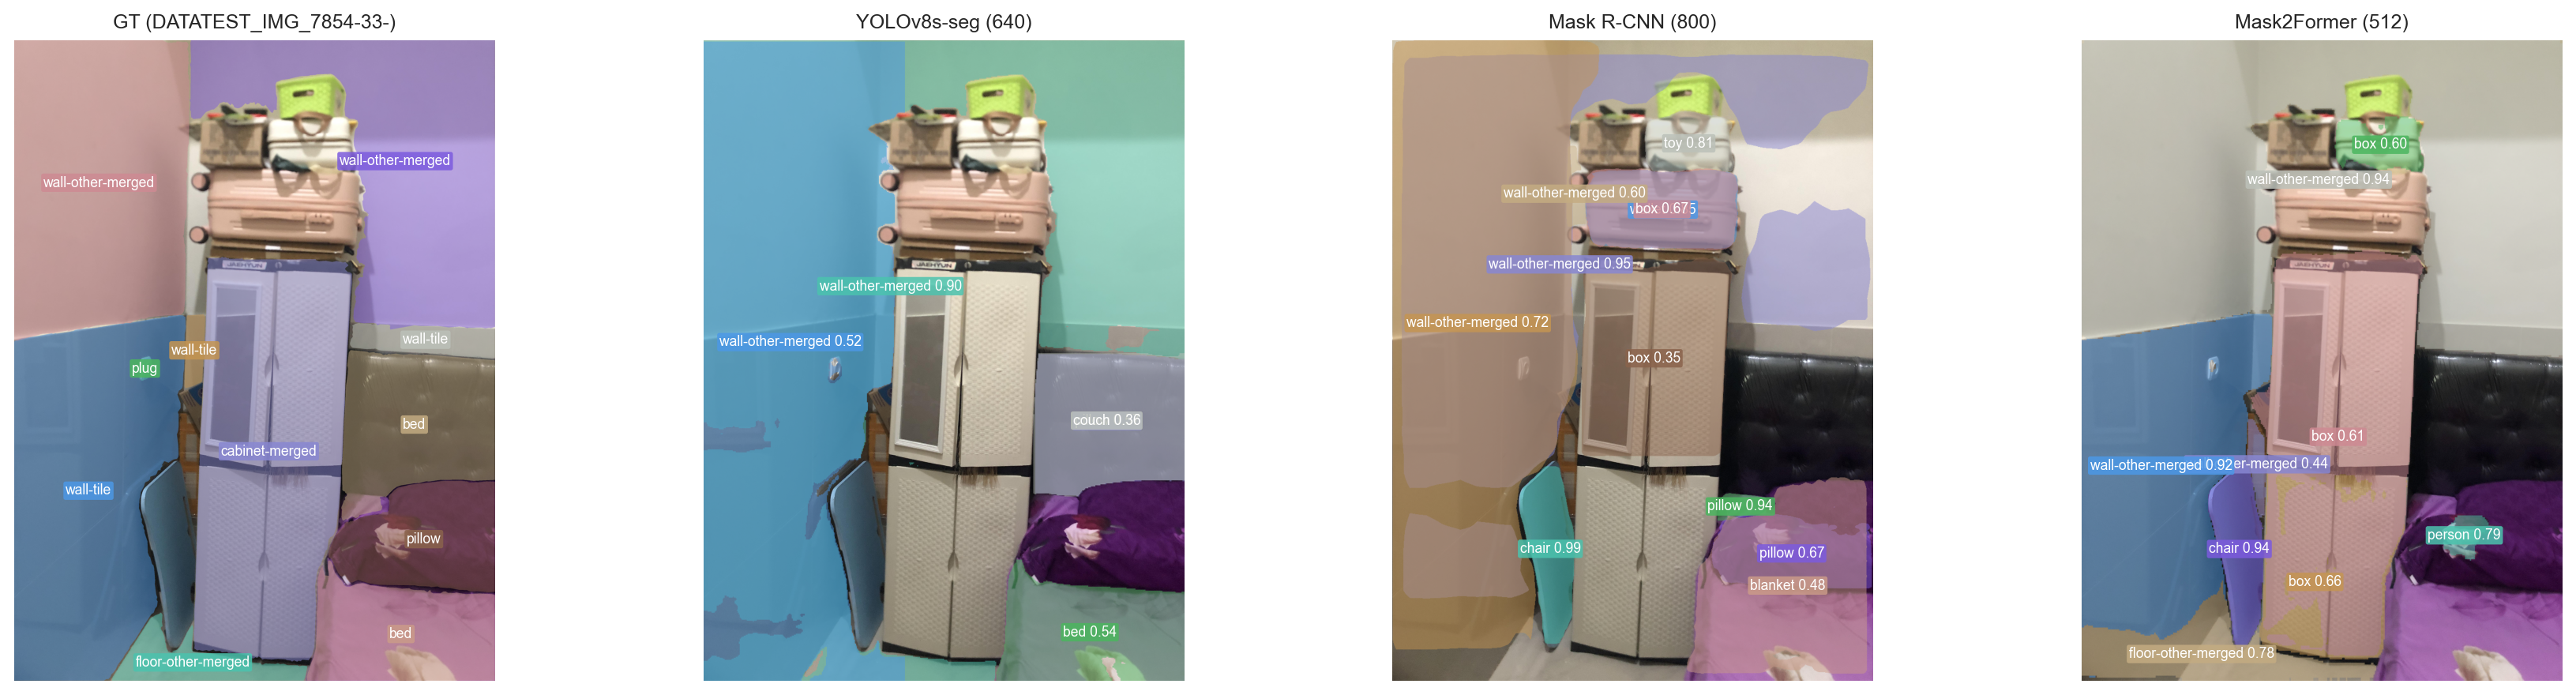 GT (DATATEST_IMG_7854-33-)
wall-other-merged
wall-other-merged
wall-tile
wall-tile
plug
bed
cabinet-merged
wall-tile
pillow
bed
floor-other-merged
JAEHTUN
YOLOv8s-seg (640)
wall-other-merged 0.90
wall-other-merged 0.52
couch 0.36
bed 0.54
JAEHTUN
Mask R-CNN (800)
toy 0.81
wall-other-merged 0.60
box 0.67
wall-other-merged 0.95
wall-other-merged 0.72
box 0.35
pillow 0.94
chair 0.99
pillow 0.67
blanket 0.48
Mask2Former (512)
box 0.60
wall-other-merged 0.94
box 0.61
wall-other-merged 0.92
er-merged 0.44
person 0.79
chair 0.94
box 0.66
floor-other-merged 0.78